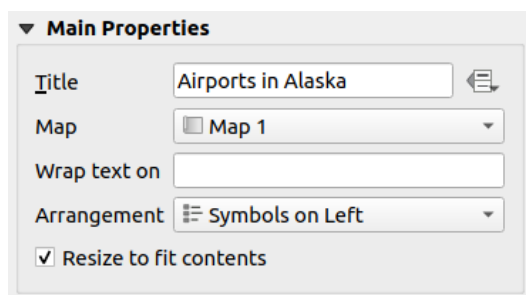 Main Properties
Title Airports in Alaska
Map Map 1
Wrap text on
Arrangement Symbols on Left
Resize to fit contents